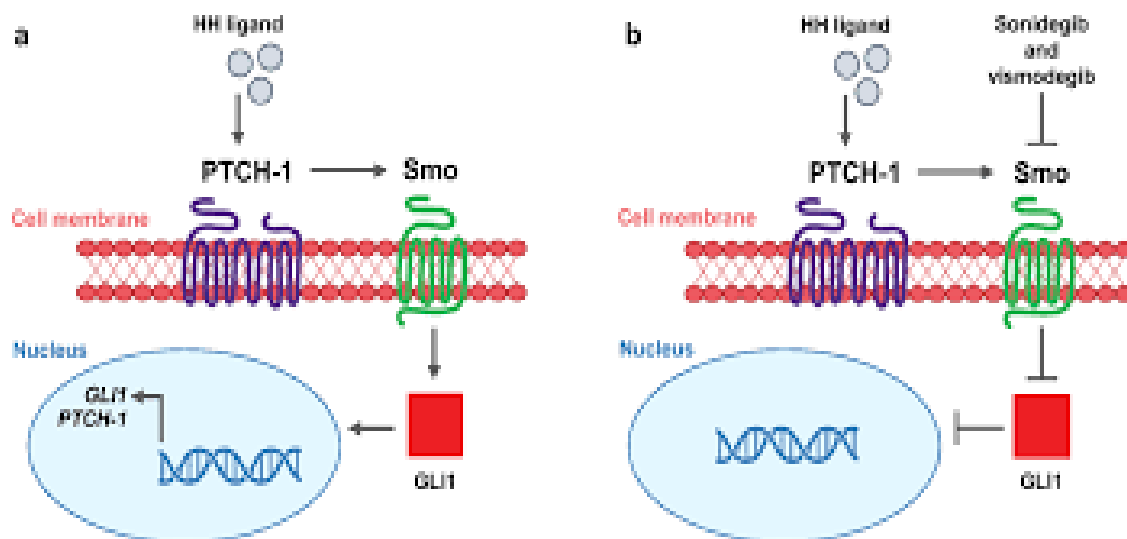 a
HH ligand
PTCH-1
Smo
Cell membrane
Nucleus
GLI1
PTCH-1
GLI1
b
HH ligand
Sonidegib
and
vismodegib
PTCH-1
Smo
Cell membrane
Nucleus
GLI1